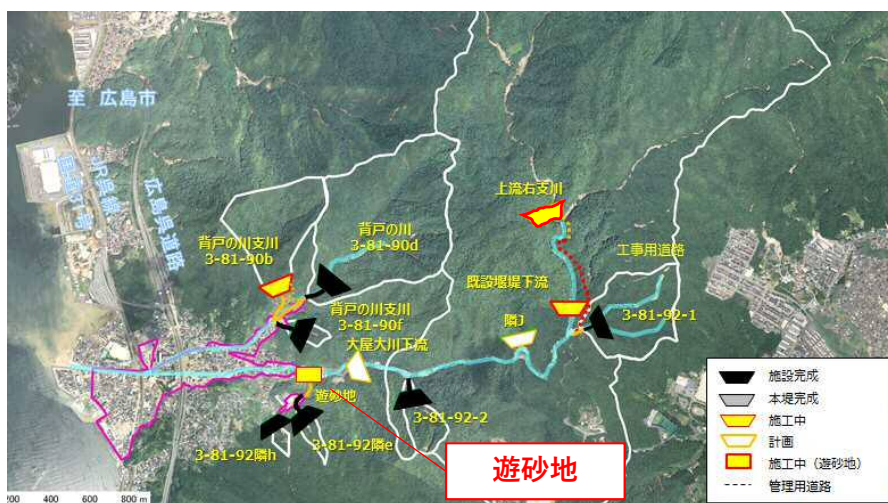 至 広島市
国道31号
JR呉線
広島呉道路
上流右支川
背戸の川
3-81-90d
背戸の川支川
3-81-90b
工事用道路
既設堰堤下流
背戸の川支川
3-81-90f
隣J
3-81-92-1
大屋大川下流
遊砂地
3-81-92-2
3-81-92隣e
3-81-92隣h
遊砂地
施設完成
本堤完成
施工中
計画
施工中（遊砂地）
管理用道路
200 400 600 800 m